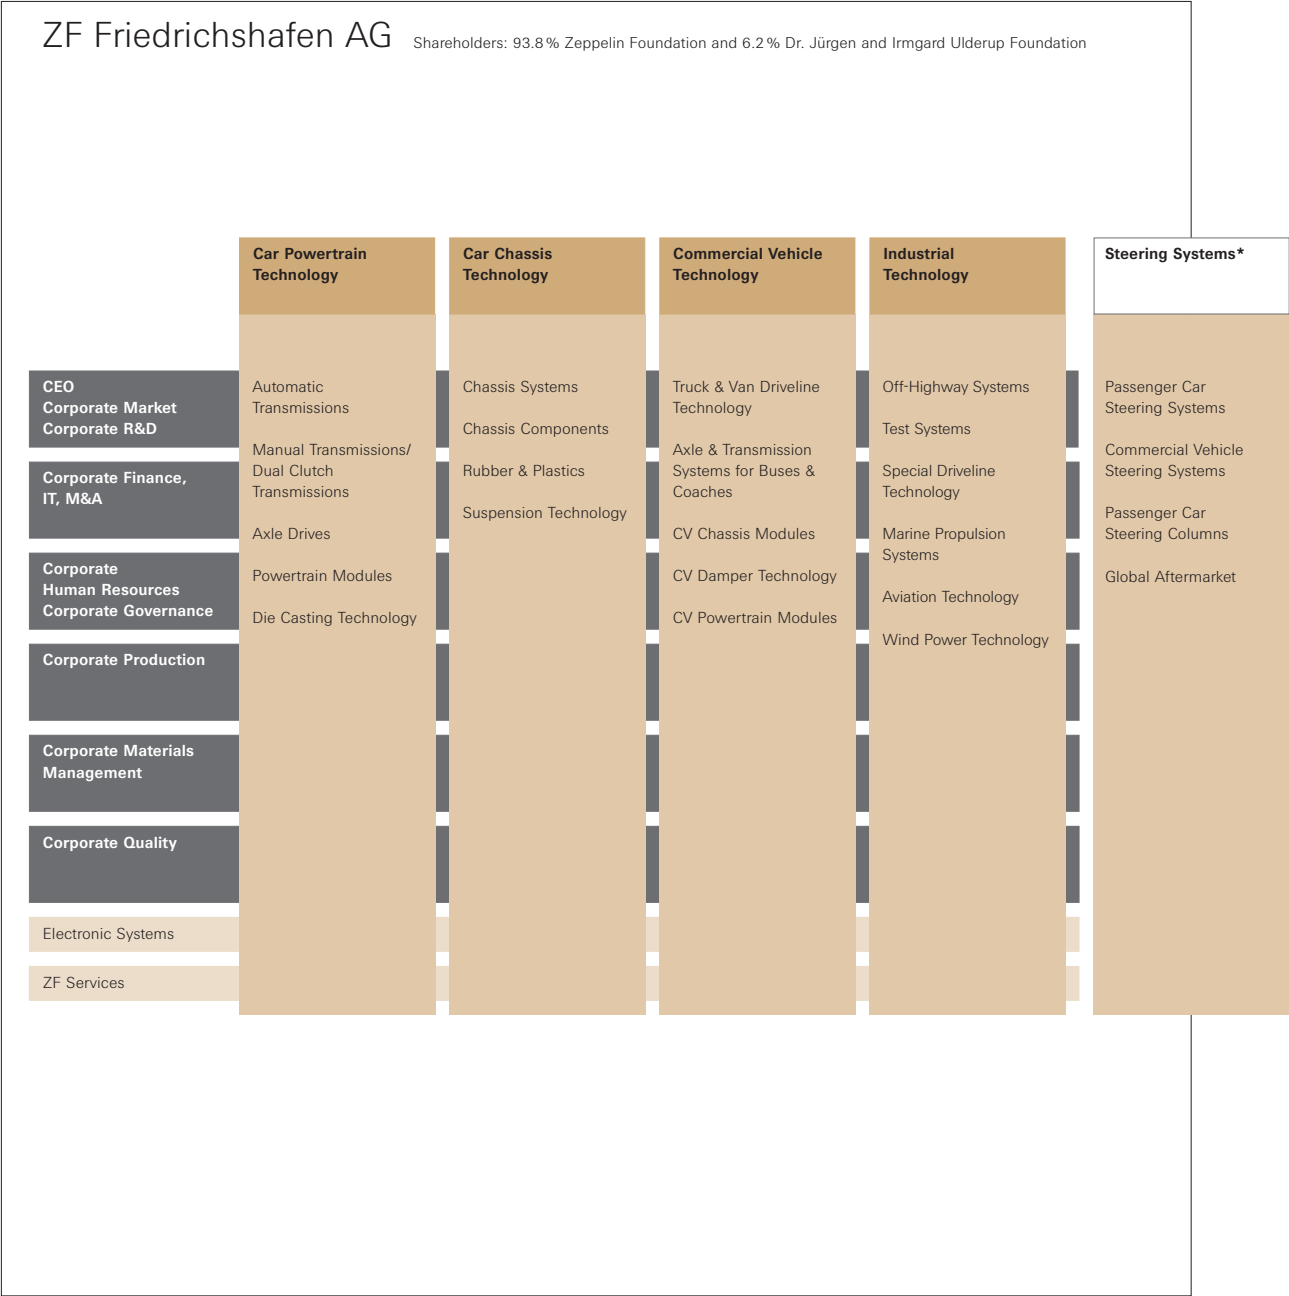 ZF Friedrichshafen AG Shareholders: 93.8 % Zeppelin Foundation and 6.2 % Dr. Jürgen and Irmgard Ulderup Foundation
Car Powertrain
Technology
Car Chassis
Technology
Commercial Vehicle
Technology
Industrial
Technology
Steering Systems*
CEO
Corporate Market
Corporate R&D
Corporate Finance,
IT, M&A
Corporate
Human Resources
Corporate Governance
Corporate Production
Corporate Materials
Management
Corporate Quality
Electronic Systems
ZF Services
Automatic
Transmissions
Manual Transmissions/
Dual Clutch
Transmissions
Axle Drives
Powertrain Modules
Die Casting Technology
Chassis Systems
Chassis Components
Rubber & Plastics
Suspension Technology
Truck & Van Driveline
Technology
Axle & Transmission
Systems for Buses &
Coaches
CV Chassis Modules
CV Damper Technology
CV Powertrain Modules
Off-Highway Systems
Test Systems
Special Driveline
Technology
Marine Propulsion
Systems
Aviation Technology
Wind Power Technology
Passenger Car
Steering Systems
Commercial Vehicle
Steering Systems
Passenger Car
Steering Columns
Global Aftermarket